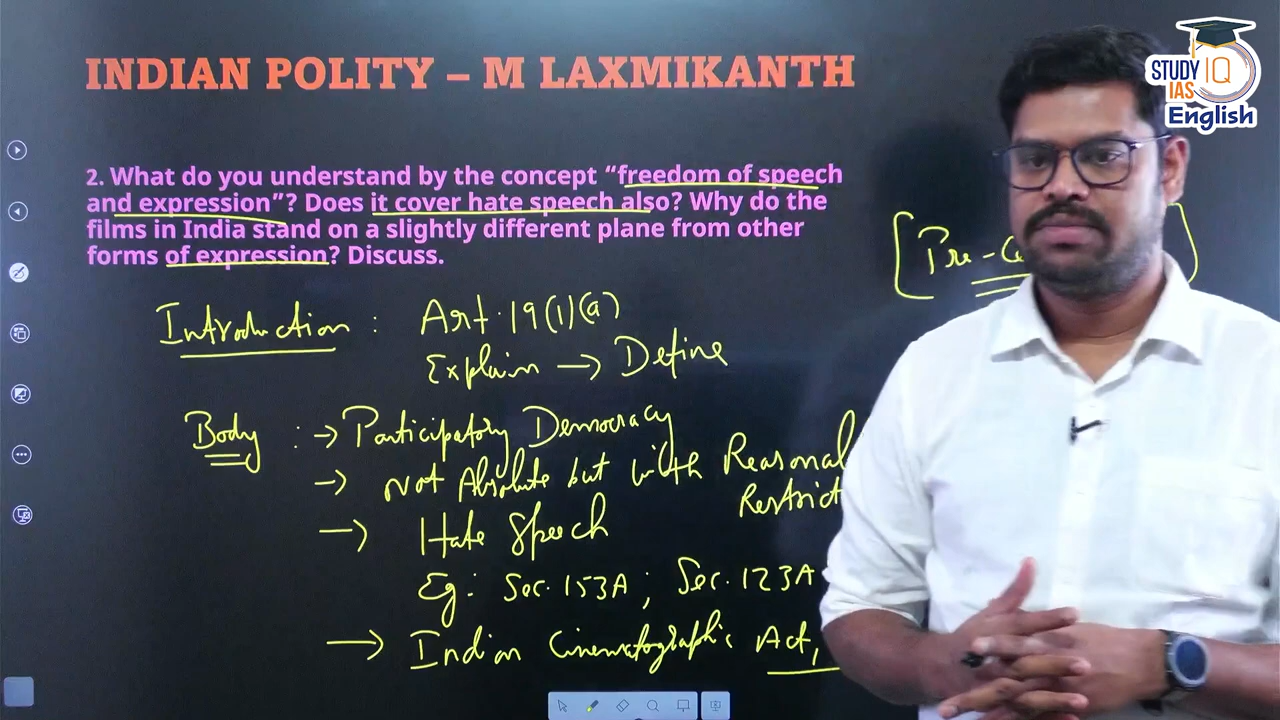 INDIAN POLITY – M LAXMIKANTH
STUDY IQ
IAS
English
2. What do you understand by the concept “freedom of speech
and expression”? Does it cover hate speech also? Why do the
films in India stand on a slightly different plane from other
forms of expression? Discuss.
Pre-
Introduction : Art. 19(1)(a)
Explain → Define
Body : → Participatory Democracy
→ Not Absolute but with Reasonal
Restrict
→ Hate Speech
Eg: Sec. 153A ; Sec. 123A
→ Indian Cinematographic Act,